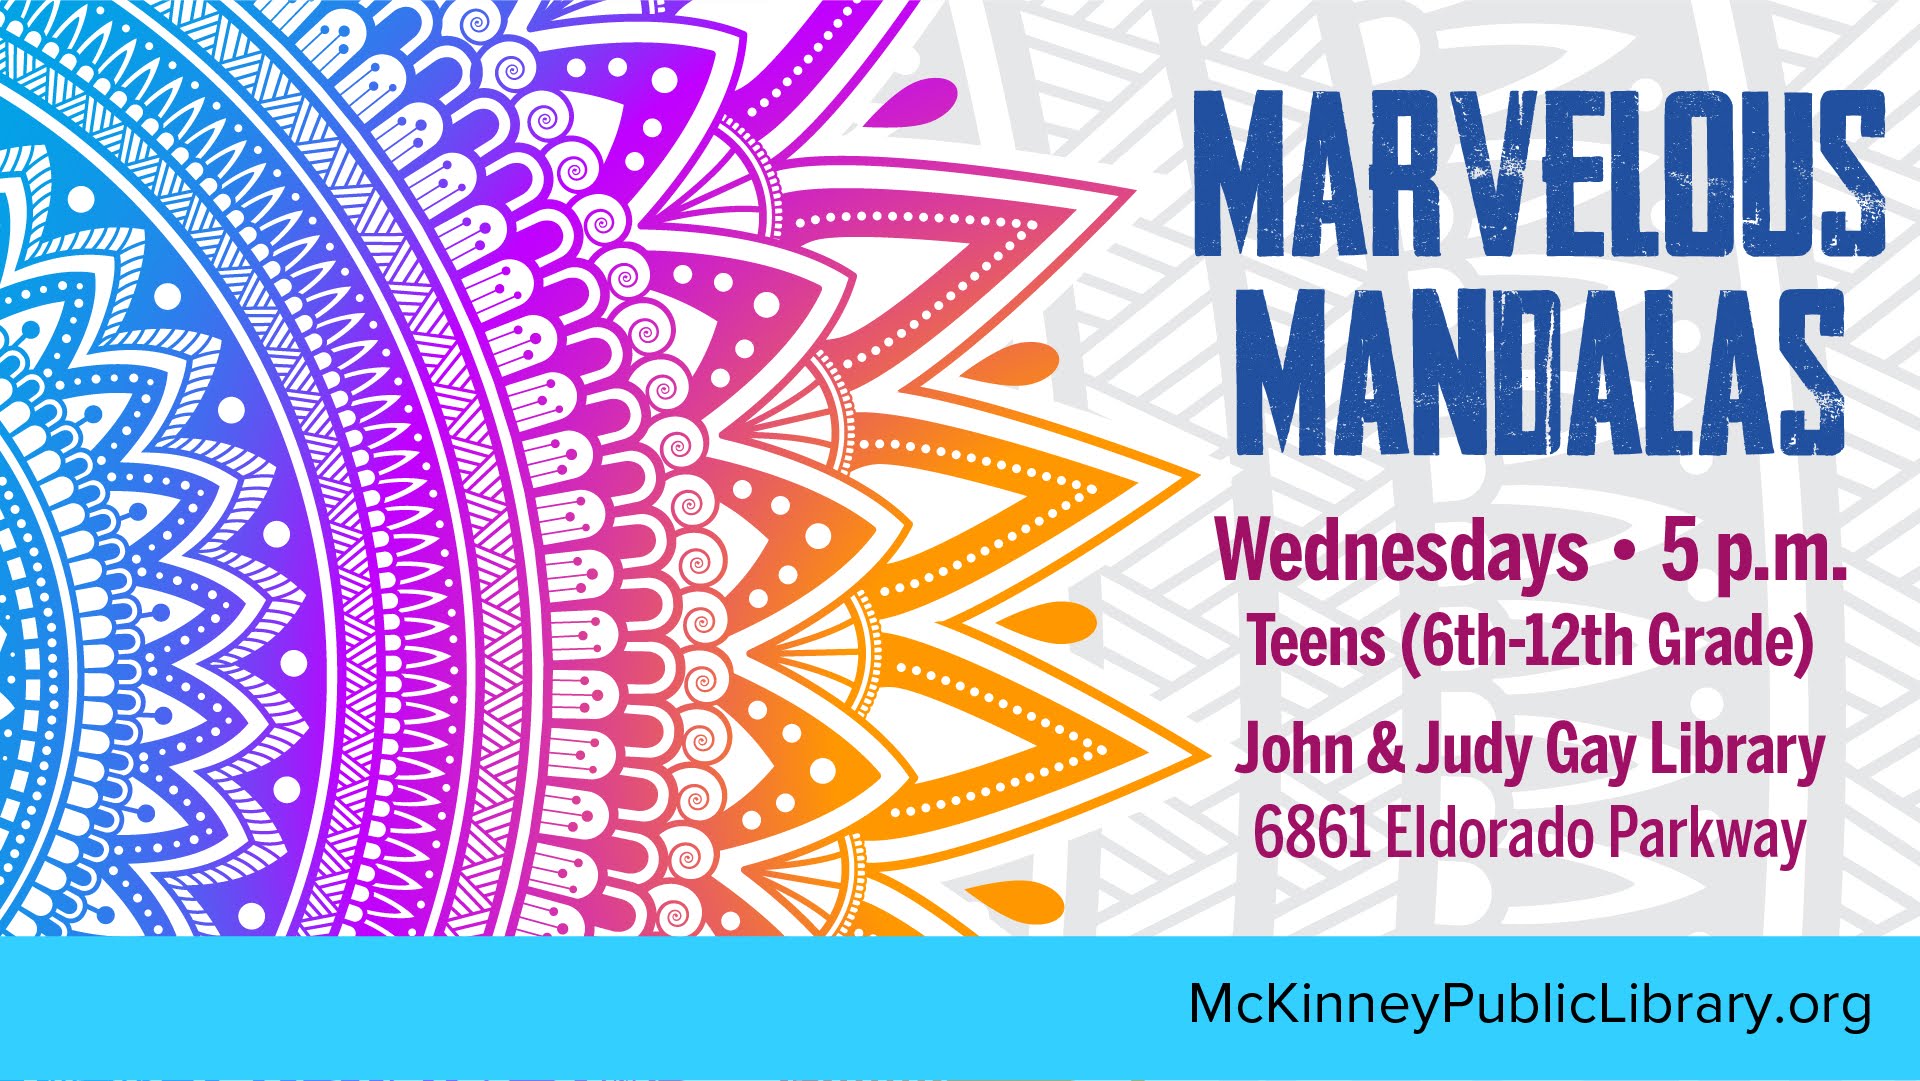 MARVELOUS
MANDALAS
Wednesdays • 5 p.m.
Teens (6th-12th Grade)
John & Judy Gay Library
6861 Eldorado Parkway
McKinneyPublicLibrary.org